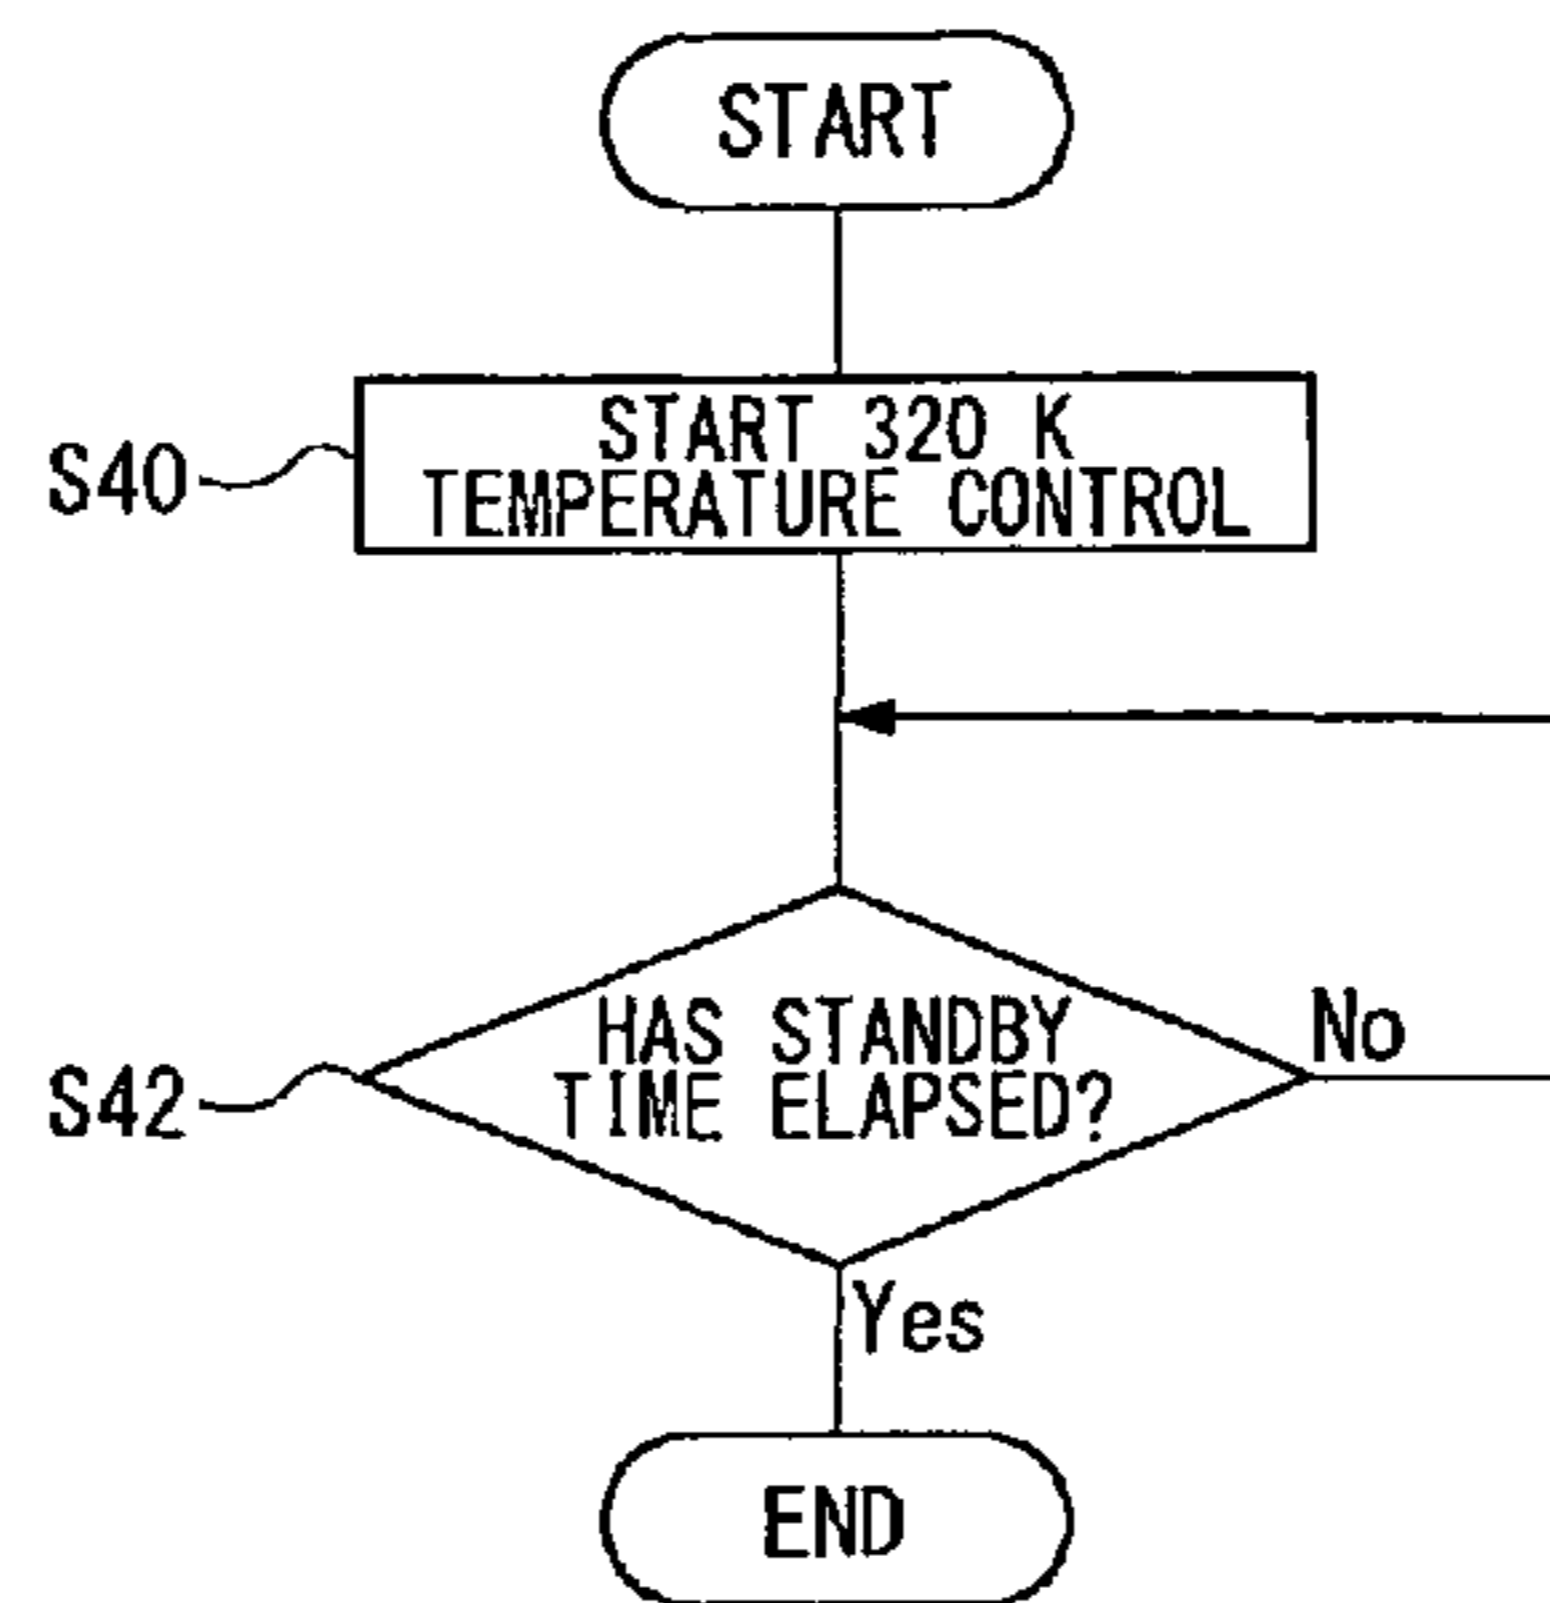 START
START 320 K
TEMPERATURE CONTROL
S40
HAS STANDBY
TIME ELAPSED?
No
S42
Yes
END